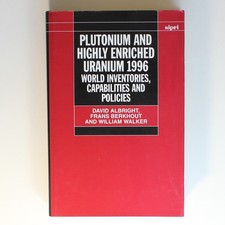 sipri
PLUTONIUM AND
HIGHLY ENRICHED
URANIUM 1996
WORLD INVENTORIES,
CAPABILITIES AND
POLICIES
DAVID ALBRIGHT,
FRANS BERKHOUT
AND WILLIAM WALKER